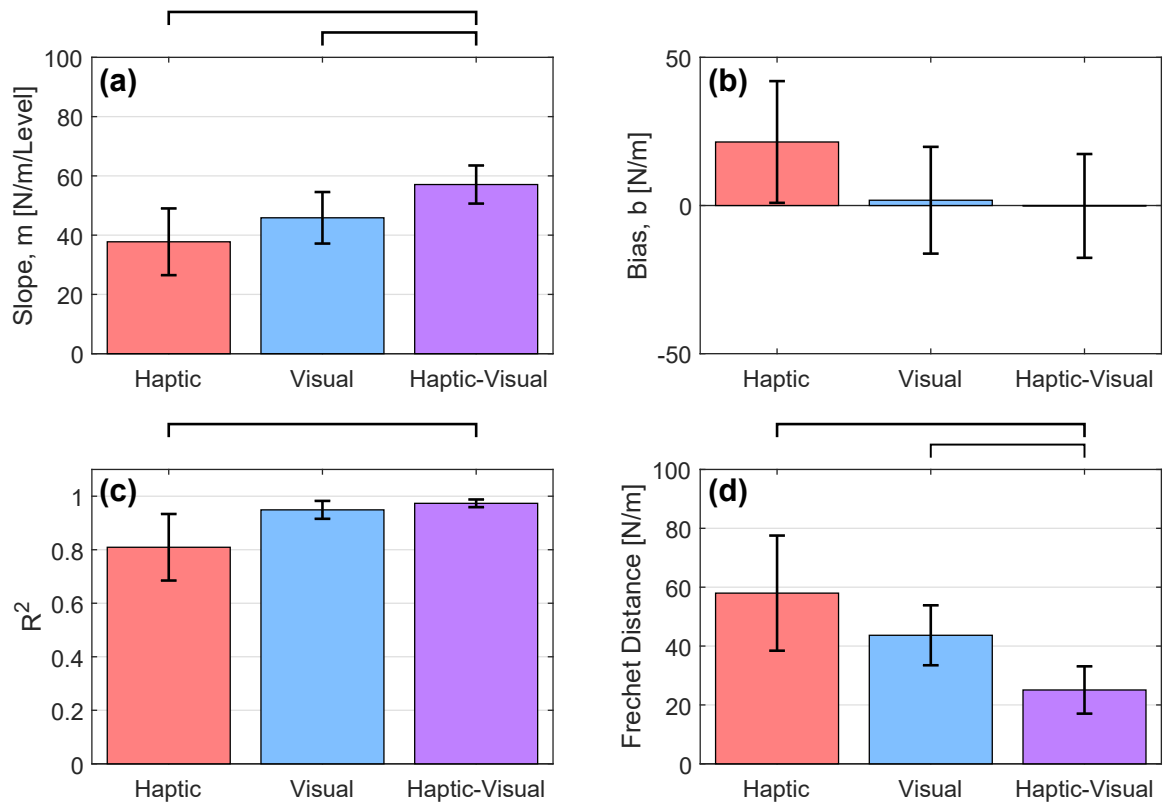 (a)
Slope, m [N/m/Level]
100
80
60
40
20
0
Haptic Visual Haptic-Visual
(b)
Bias, b [N/m]
50
0
-50
Haptic Visual Haptic-Visual
(c)
R²
1
0.8
0.6
0.4
0.2
0
Haptic Visual Haptic-Visual
(d)
Frechet Distance [N/m]
100
80
60
40
20
0
Haptic Visual Haptic-Visual